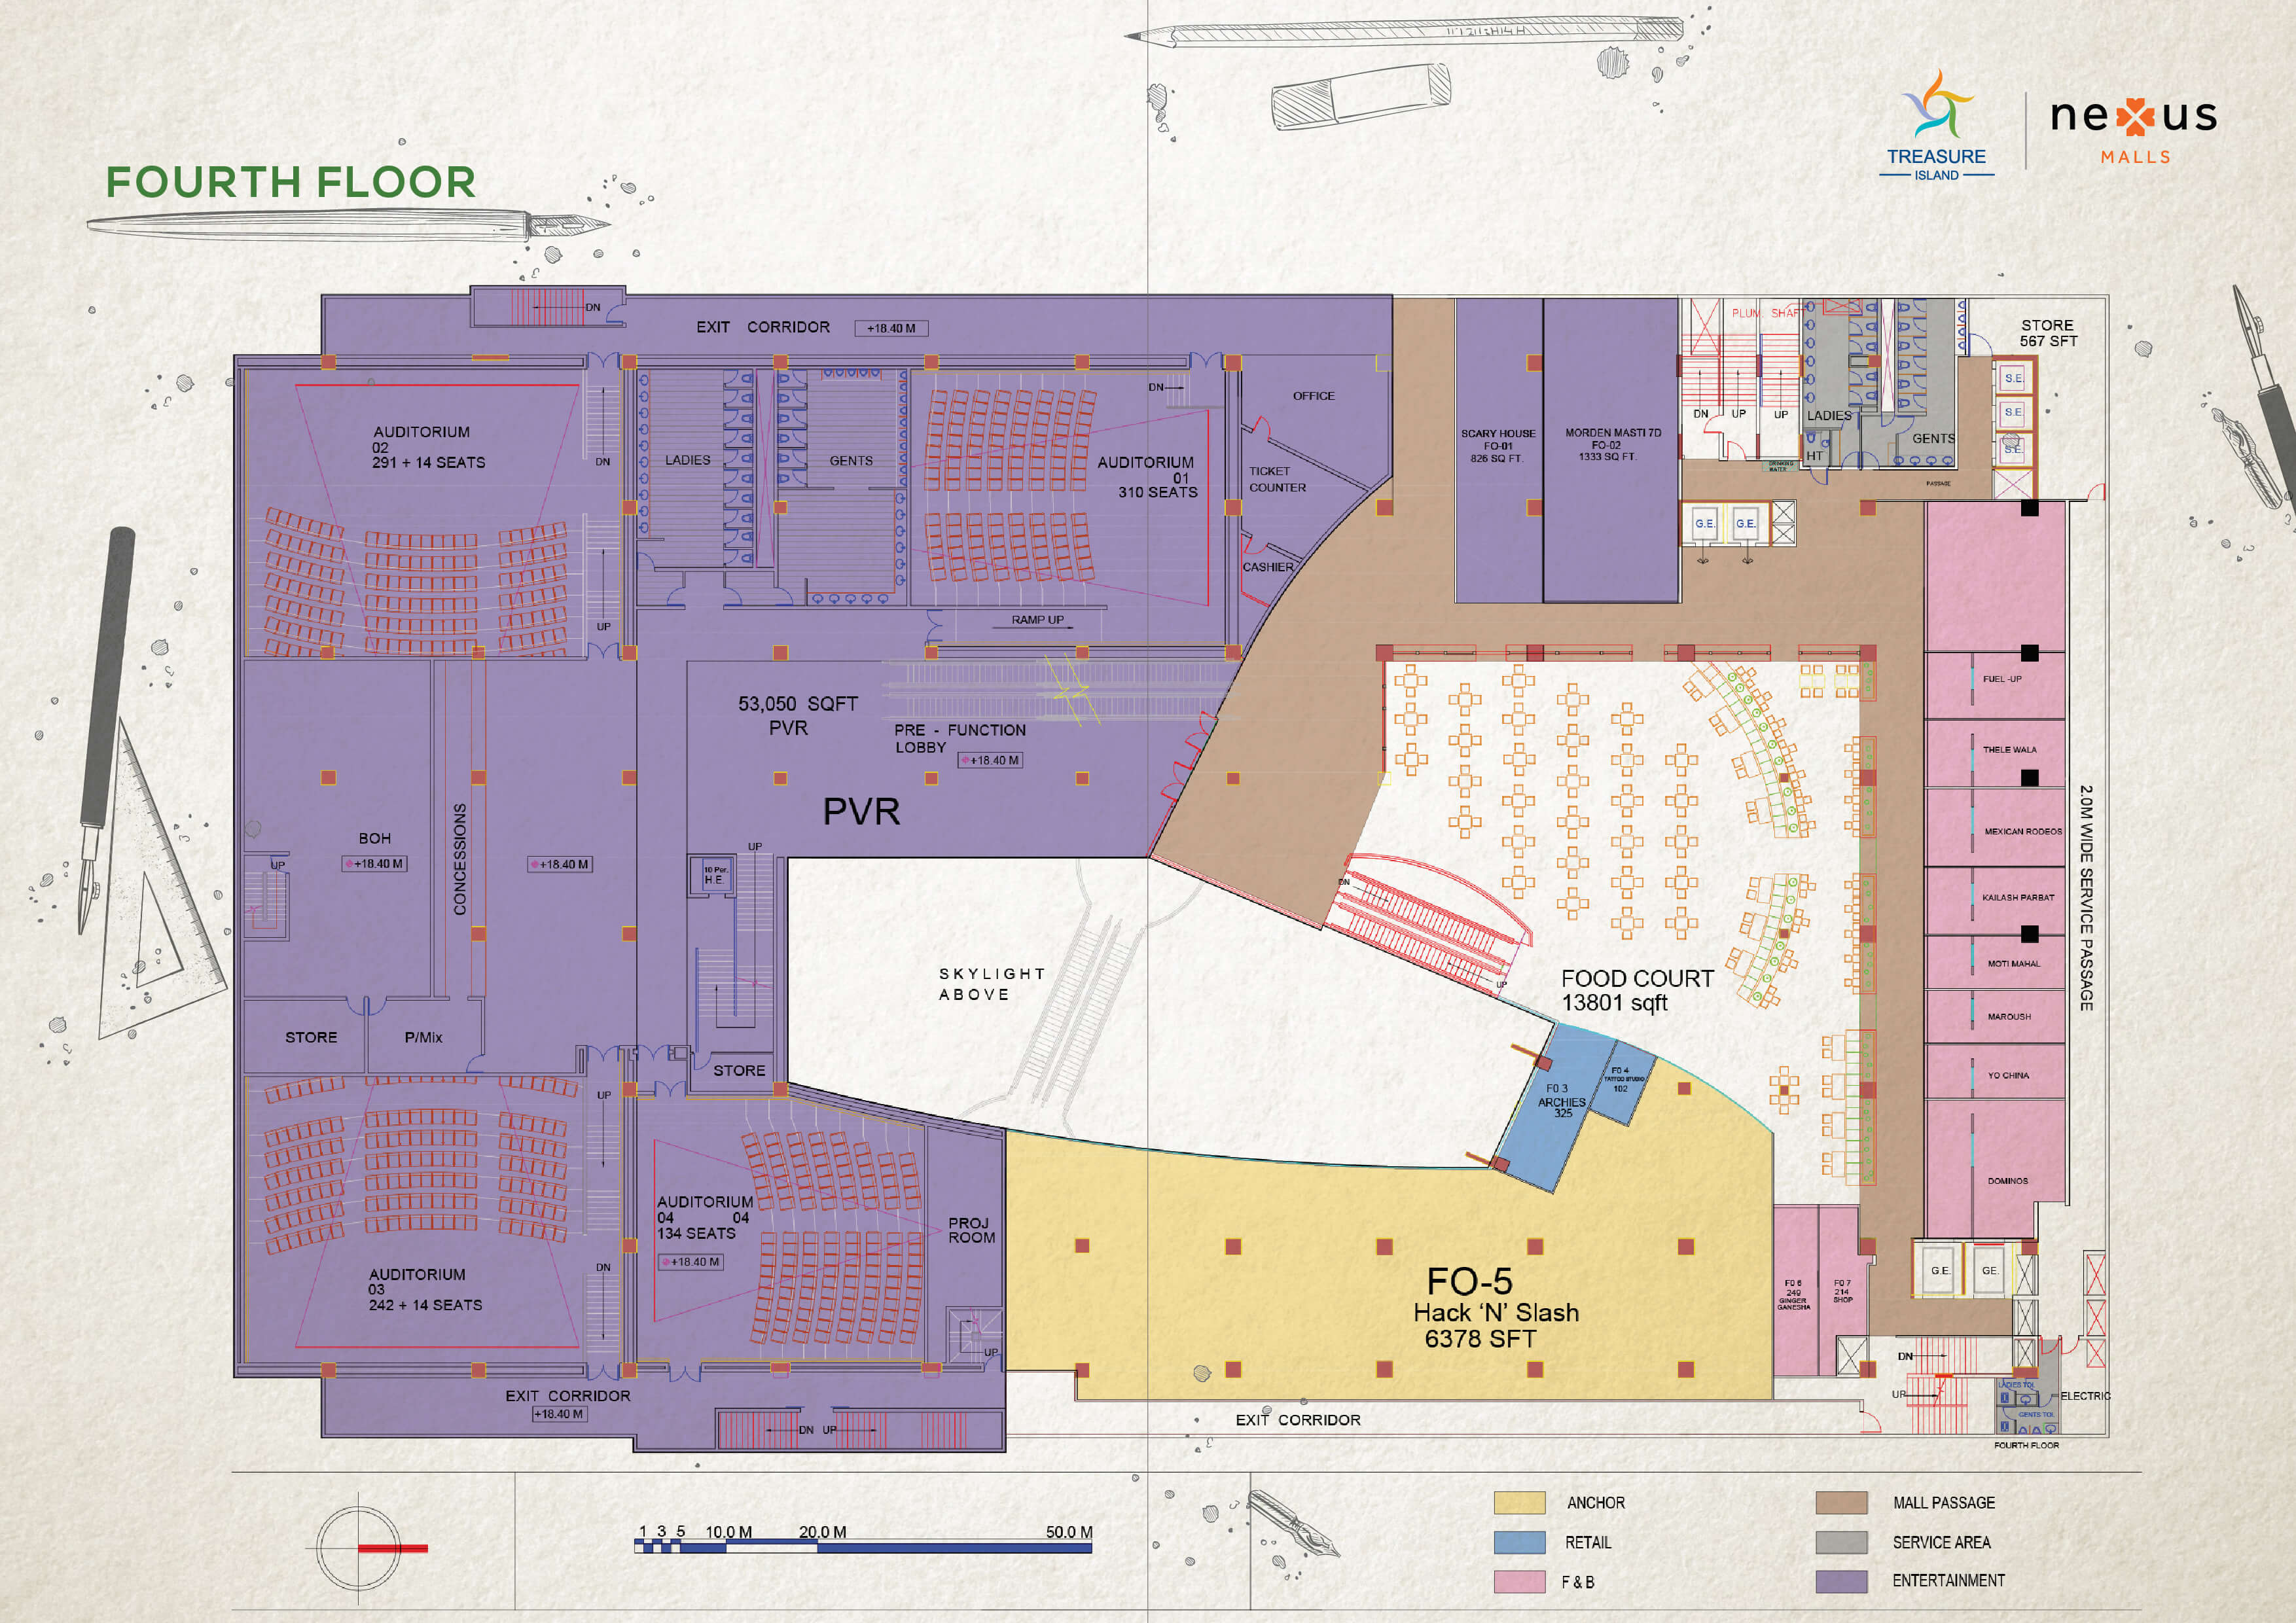 FOURTH FLOOR
TREASURE
ISLAND
nexus
MALLS
DN
EXIT CORRIDOR
+18.40 M
AUDITORIUM
02
291 + 14 SEATS
DN
UP
LADIES
GENTS
DN
AUDITORIUM
01
310 SEATS
RAMP UP
OFFICE
TICKET
COUNTER
CASHIER
SCARY HOUSE
FO-01
826 SQ FT.
MORDEN MASTI 7D
FO-02
1333 SQ FT.
PLUM. SHAFT
DN
UP
UP
LADIES
HT
GENTS
DRINKING
WATER
PASSAGE
STORE
567 SFT
S.E.
S.E.
S.E.
G.E.
G.E.
53,050 SQFT
PVR
PRE - FUNCTION
LOBBY
+18.40 M
PVR
BOH
+18.40 M
UP
CONCESSIONS
+18.40 M
UP
10 Per.
H.E.
STORE
P/Mix
STORE
SKYLIGHT
ABOVE
DN
UP
FOOD COURT
13801 sqft
FUEL -UP
THELE WALA
MEXICAN RODEOS
KAILASH PARBAT
MOTI MAHAL
MAROUSH
YO CHINA
DOMINOS
2.0M WIDE SERVICE PASSAGE
FO 3
ARCHIES
325
FO 4
TATTOO STUDIO
102
UP
DN
AUDITORIUM
03
242 + 14 SEATS
AUDITORIUM
04 04
134 SEATS
+18.40 M
PROJ
ROOM
UP
FO-5
Hack 'N' Slash
6378 SFT
FO 6
249
GINGER
GANESHA
FO 7
214
SHOP
G.E.
GE.
DN
UP
LADIES TOI.
GENTS TOI.
ELECTRIC
FOURTH FLOOR
EXIT CORRIDOR
+18.40 M
DN UP
EXIT CORRIDOR
1 3 5 10.0 M 20.0 M 50.0 M
ANCHOR
RETAIL
F & B
MALL PASSAGE
SERVICE AREA
ENTERTAINMENT